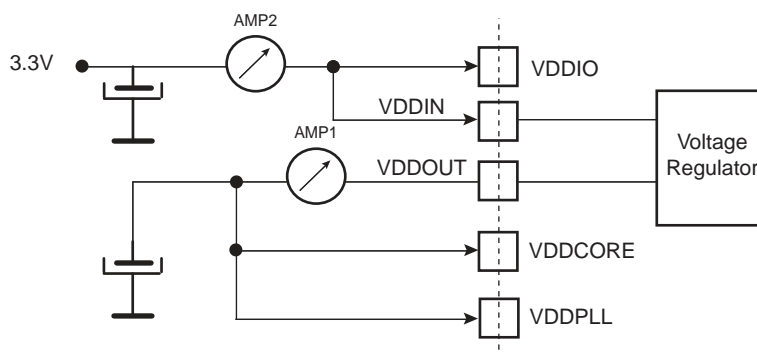 AMP2
3.3V
VDDIO
VDDIN
AMP1
Voltage
Regulator
VDDOUT
VDDCORE
VDDPLL